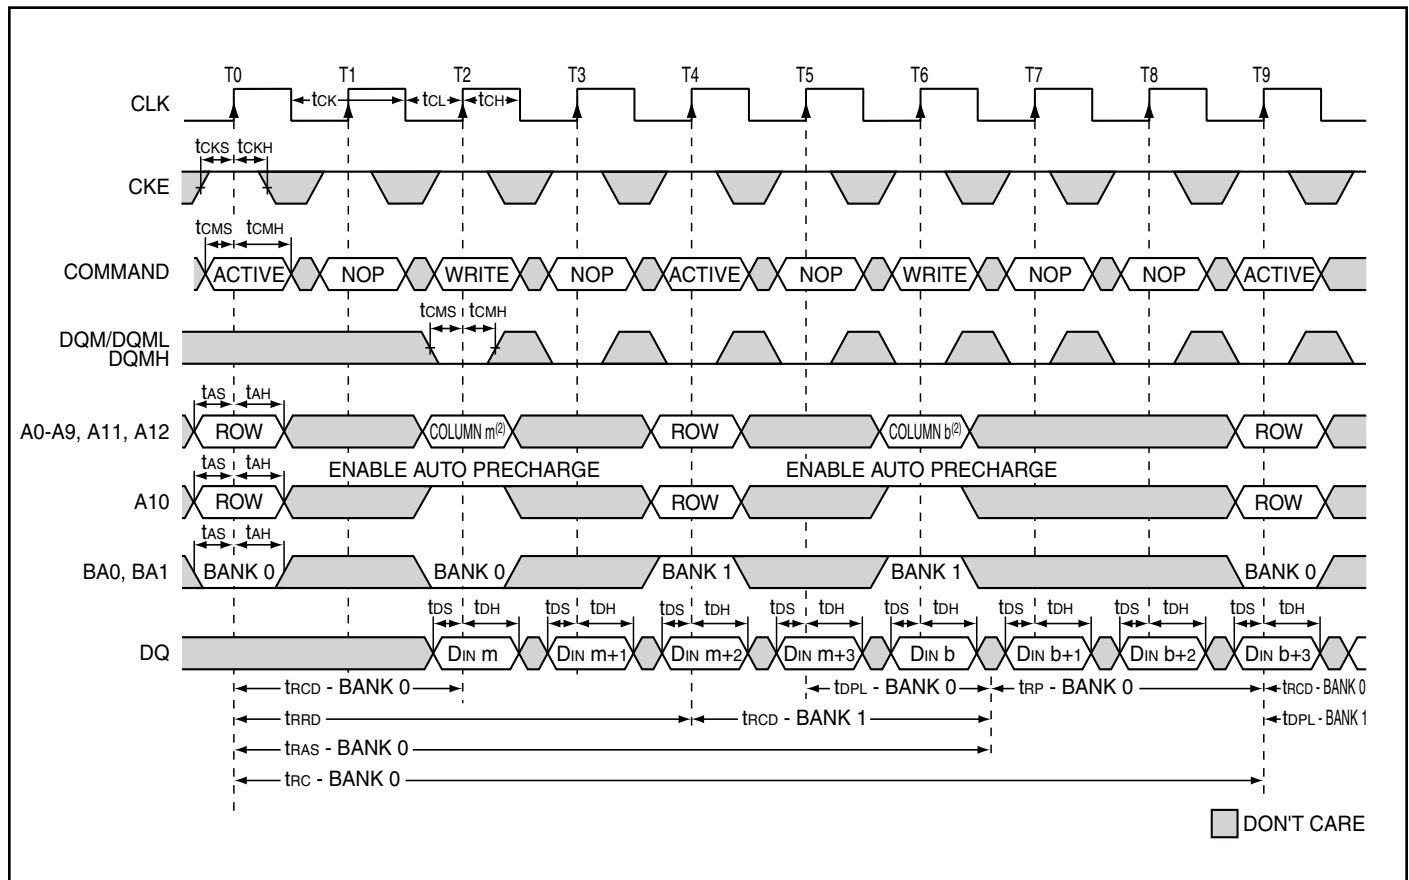 T0 T1 T2 T3 T4 T5 T6 T7 T8 T9
CLK
tCK tCL tCH
tCKS tCKH
CKE
tCMS tCMH
COMMAND ACTIVE NOP WRITE NOP ACTIVE NOP WRITE NOP NOP ACTIVE
tCMS tCMH
DQM/DQML
DQMH
tAS tAH
A0-A9, A11, A12 ROW COLUMN m(2) ROW COLUMN b(2) ROW
tAS tAH ENABLE AUTO PRECHARGE ENABLE AUTO PRECHARGE
A10 ROW ROW ROW
tAS tAH
BA0, BA1 BANK 0 BANK 0 BANK 1 BANK 1 BANK 0
tDS tDH tDS tDH tDS tDH tDS tDH tDS tDH tDS tDH tDS tDH tDS tDH
DQ DIN m DIN m+1 DIN m+2 DIN m+3 DIN b DIN b+1 DIN b+2 DIN b+3
tRCD - BANK 0 tDPL - BANK 0 tRP - BANK 0 tRCD - BANK 0
tRRD tRCD - BANK 1 tDPL - BANK 1
tRAS - BANK 0
tRC - BANK 0
DON'T CARE